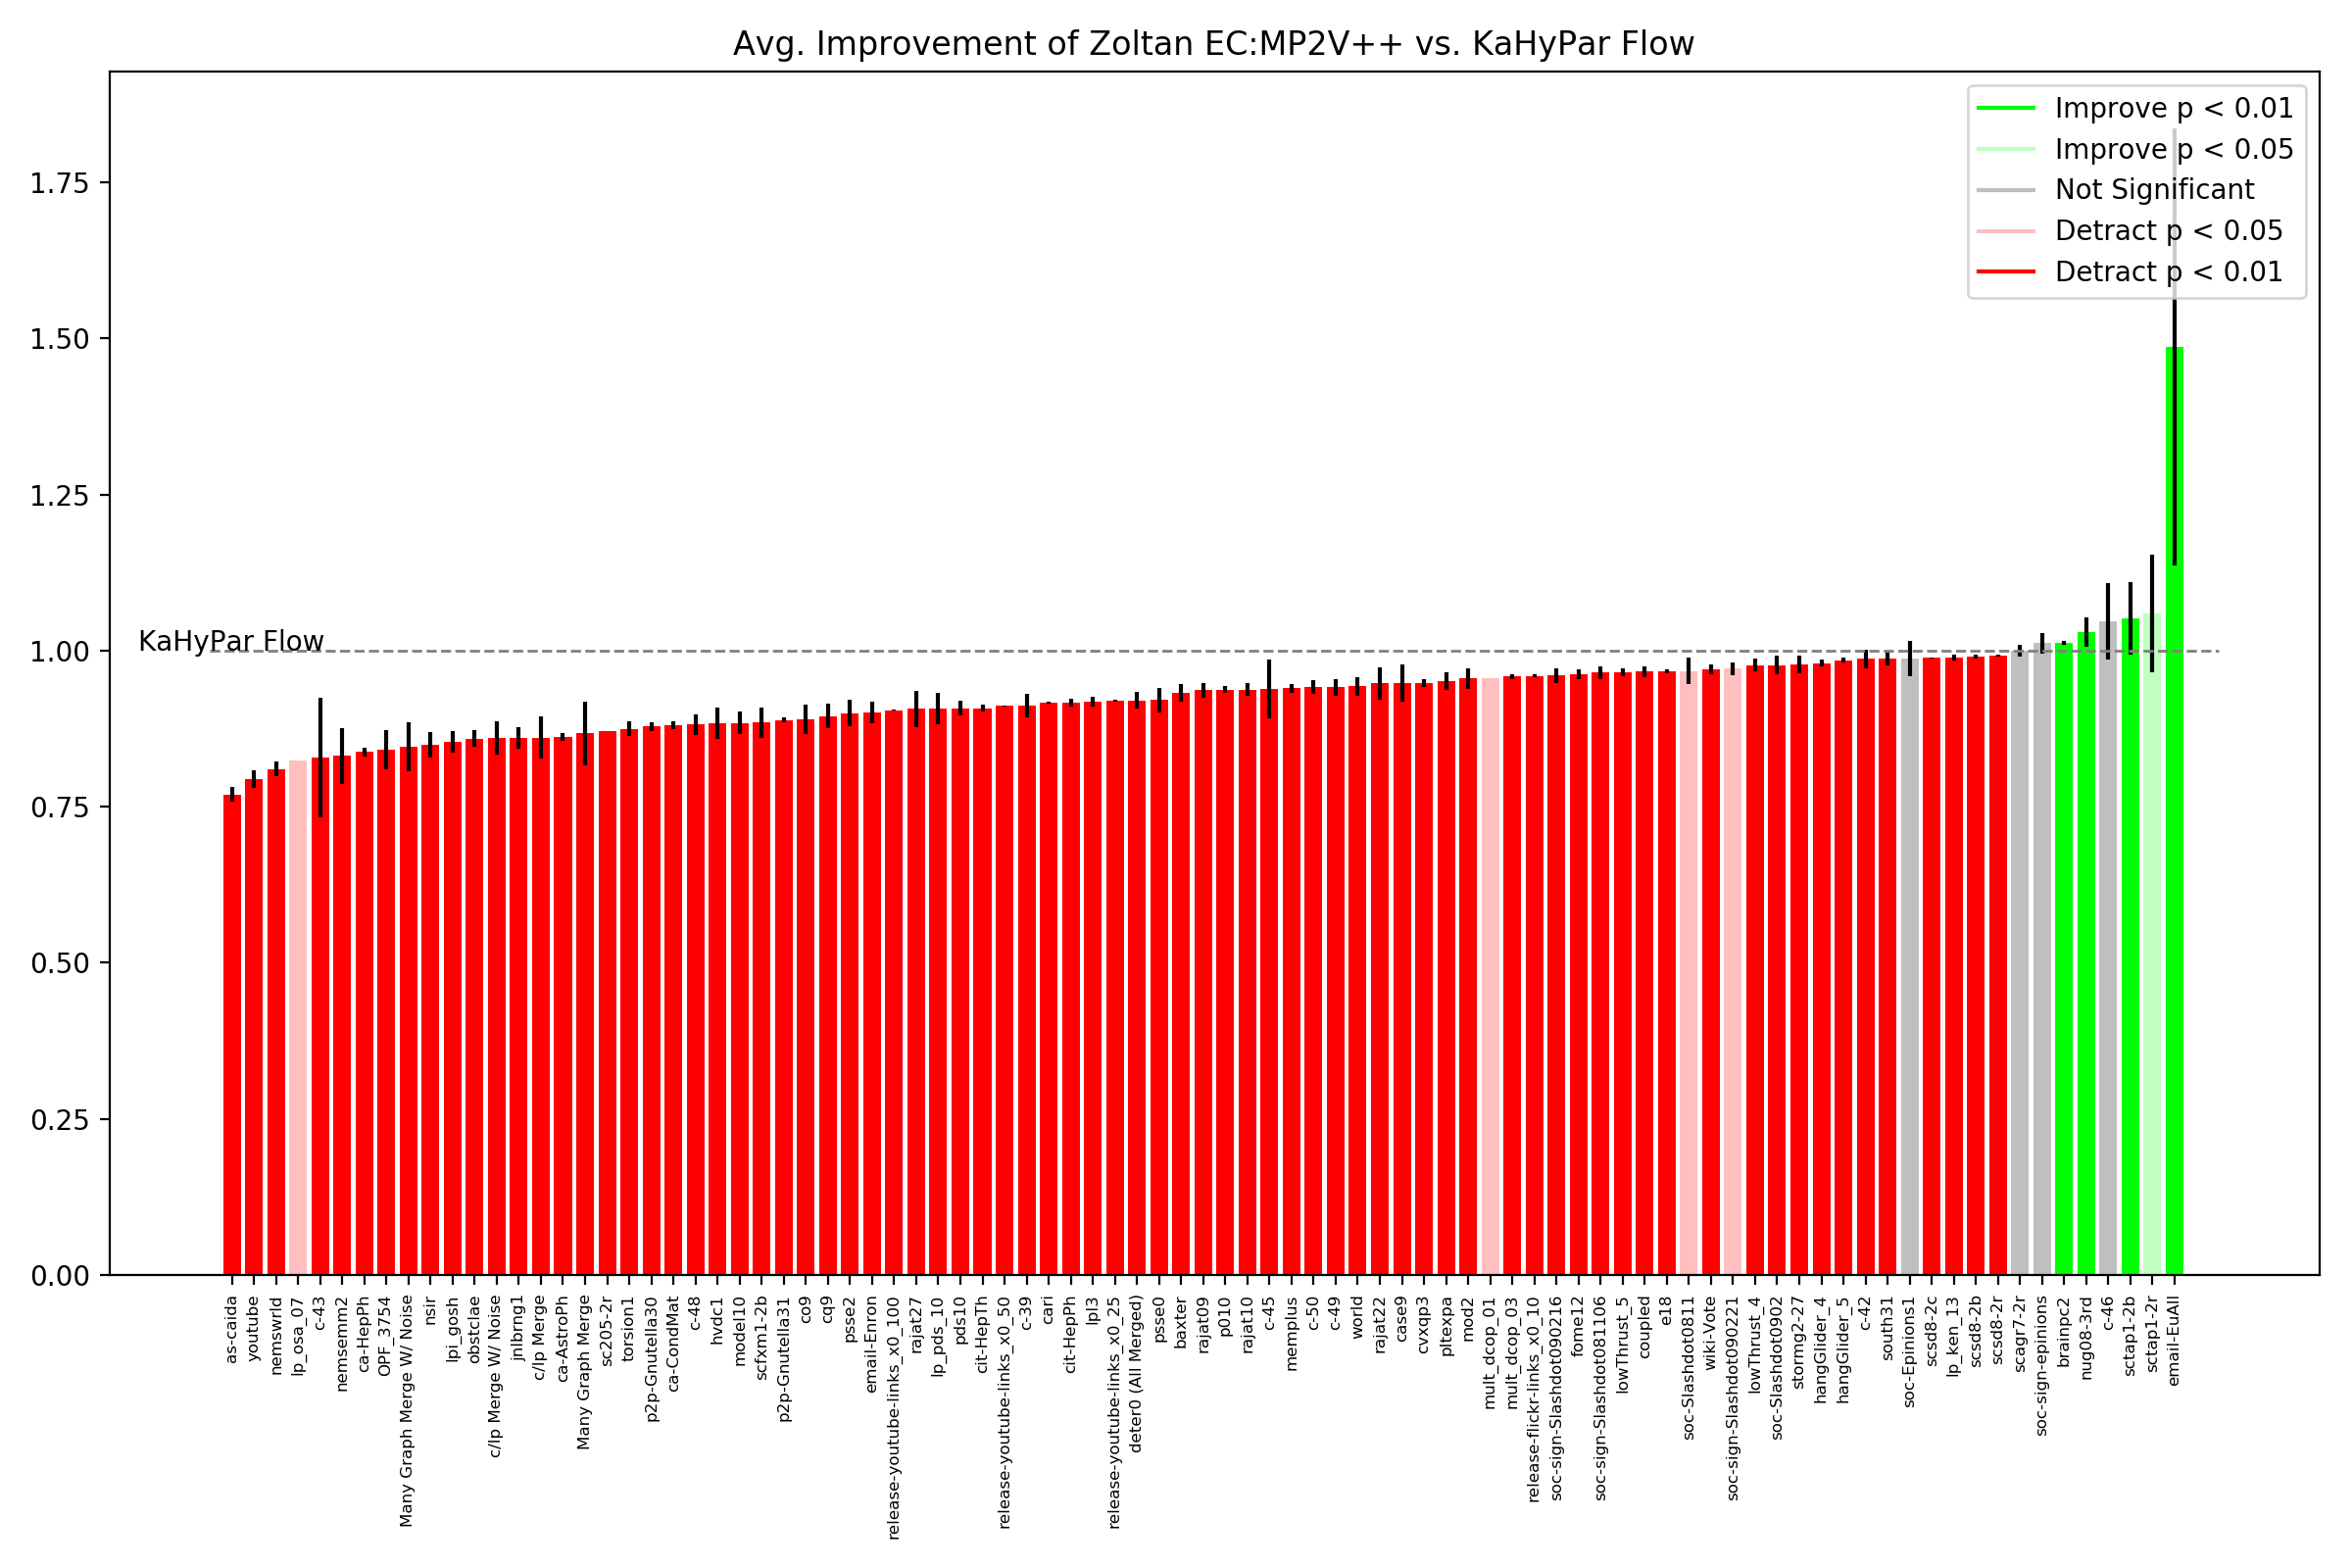 Avg. Improvement of Zoltan EC:MP2V++ vs. KaHyPar Flow
Improve p < 0.01
Improve p < 0.05
Not Significant
Detract p < 0.05
Detract p < 0.01
1.75
1.50
1.25
1.00
0.75
0.50
0.25
0.00
KaHyPar Flow
as-caida
youtube
nemswrld
lp_osa_07
c-43
nemsemm2
ca-HepPh
OPF_3754
Many Graph Merge W/ Noise
nsir
lpi_gosh
obstclae
c/lp Merge W/ Noise
jnlbrng1
c/lp Merge
ca-AstroPh
Many Graph Merge
sc205-2r
torsion1
p2p-Gnutella30
ca-CondMat
c-48
hvdc1
model10
scfxm1-2b
p2p-Gnutella31
co9
cq9
psse2
email-Enron
release-youtube-links_x0_100
rajat27
lp_pds_10
pds10
cit-HepTh
release-youtube-links_x0_50
c-39
cari
cit-HepPh
lpl3
release-youtube-links_x0_25
deter0 (All Merged)
psse0
baxter
rajat09
p010
rajat10
c-45
memplus
c-50
c-49
world
rajat22
case9
cvxqp3
pltexpa
mod2
mult_dcop_01
mult_dcop_03
release-flickr-links_x0_10
soc-sign-Slashdot090216
fome12
soc-sign-Slashdot081106
lowThrust_5
coupled
e18
soc-Slashdot0811
wiki-Vote
soc-sign-Slashdot090221
lowThrust_4
soc-Slashdot0902
stormg2-27
hangGlider_4
hangGlider_5
c-42
south31
soc-Epinions1
scsd8-2c
lp_ken_13
scsd8-2b
scsd8-2r
scagr7-2r
soc-sign-epinions
brainpc2
nug08-3rd
c-46
sctap1-2b
sctap1-2r
email-EuAll